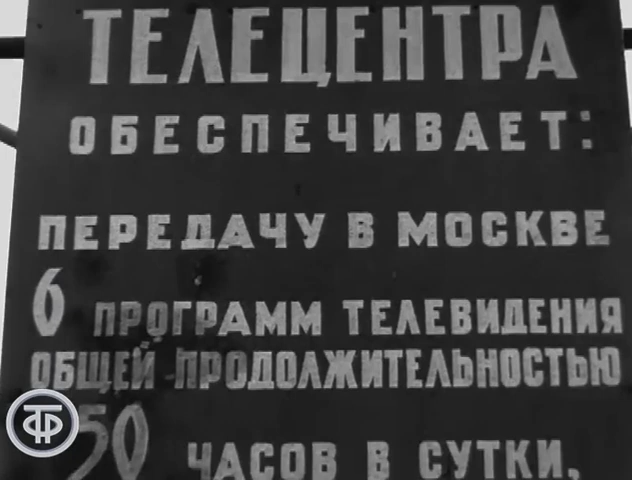 ТЕЛЕЦЕНТРА
ОБЕСПЕЧИВАЕТ:
ПЕРЕДАЧУ В МОСКВЕ
6 ПРОГРАММ ТЕЛЕВИДЕНИЯ
ОБЩЕЙ ПРОДОЛЖИТЕЛЬНОСТЬЮ
50 ЧАСОВ В СУТКИ,